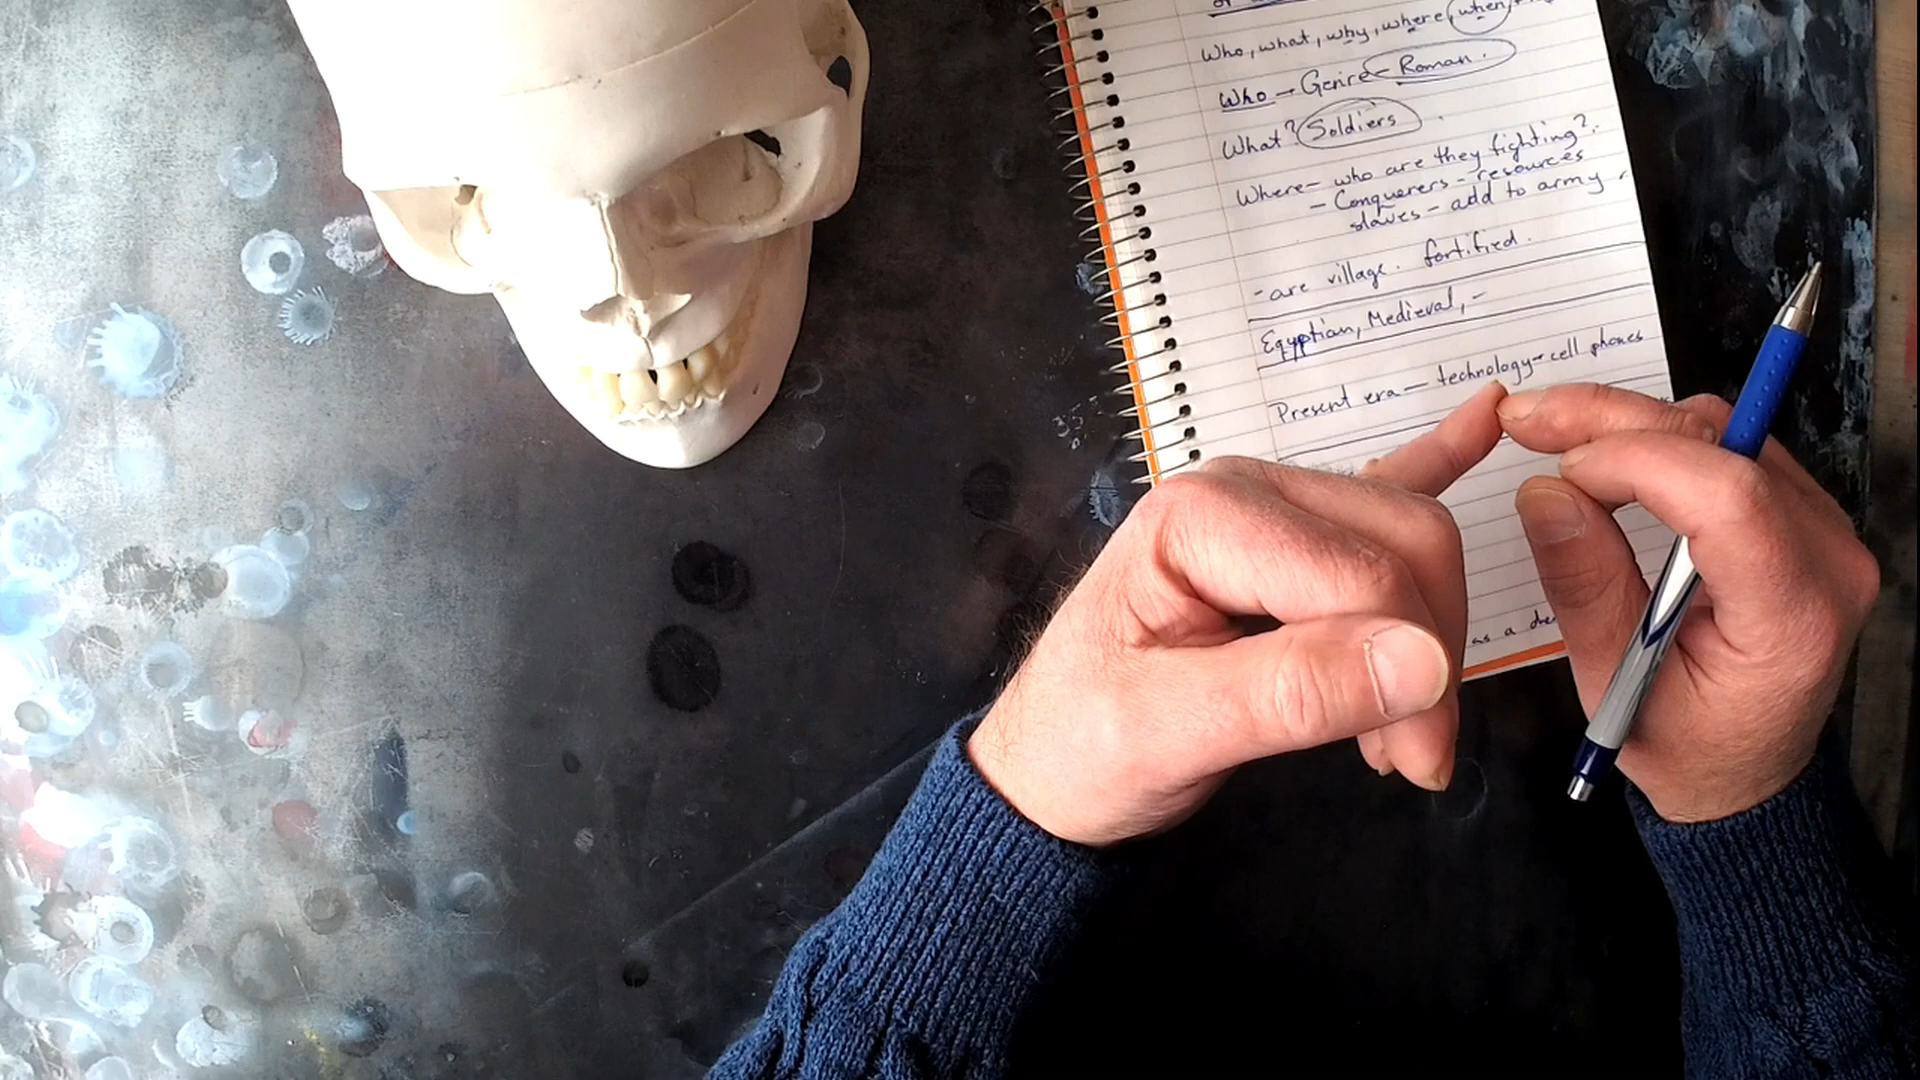 Who, what, why, where, when,
Who → Genre - Roman.
What? Soldiers
Where - who are they fighting?.
- Conquerers - resources
slaves - add to army
- are village. fortified.
Egyptian, Medieval, -
Present era — technology - cell phones
as a